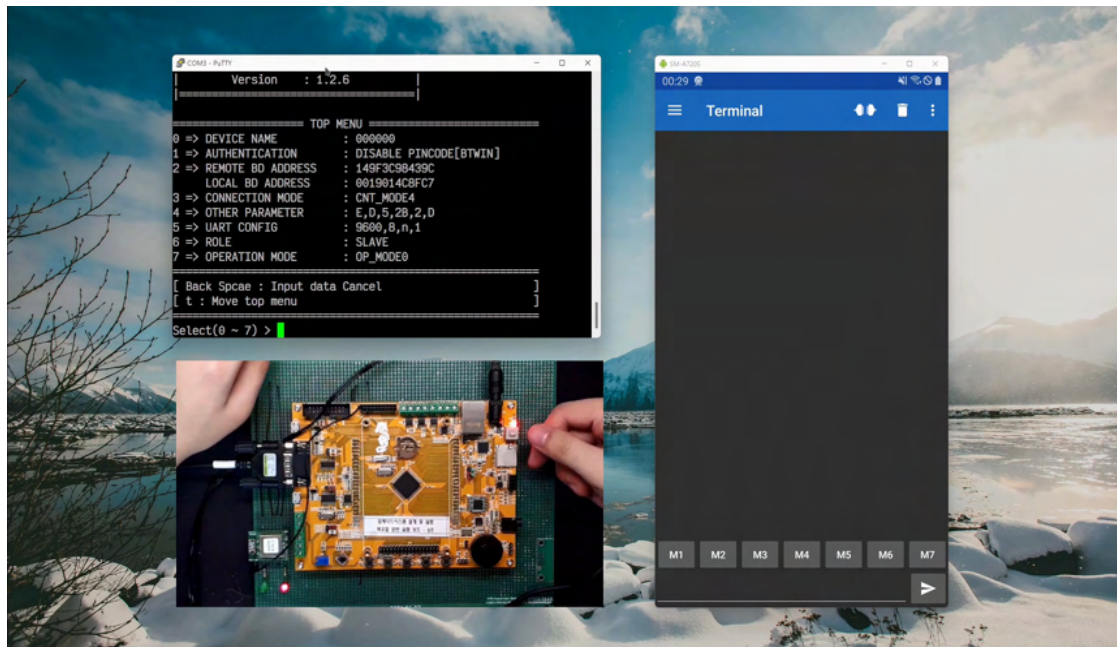 COM3 - PuTTY
Version : 1.2.6
TOP MENU
0 => DEVICE NAME : 000000
1 => AUTHENTICATION : DISABLE PINCODE[BTWIN]
2 => REMOTE BD ADDRESS : 149F3C98439C
LOCAL BD ADDRESS : 0019014C8FC7
3 => CONNECTION MODE : CNT_MODE4
4 => OTHER PARAMETER : E,D,5,2B,2,D
5 => UART CONFIG : 9600,8,n,1
6 => ROLE : SLAVE
7 => OPERATION MODE : OP_MODE0
[ Back Spcae : Input data Cancel ]
[ t : Move top menu ]
Select(0 ~ 7) >
SM-A720S
00:29
Terminal
M1 M2 M3 M4 M5 M6 M7